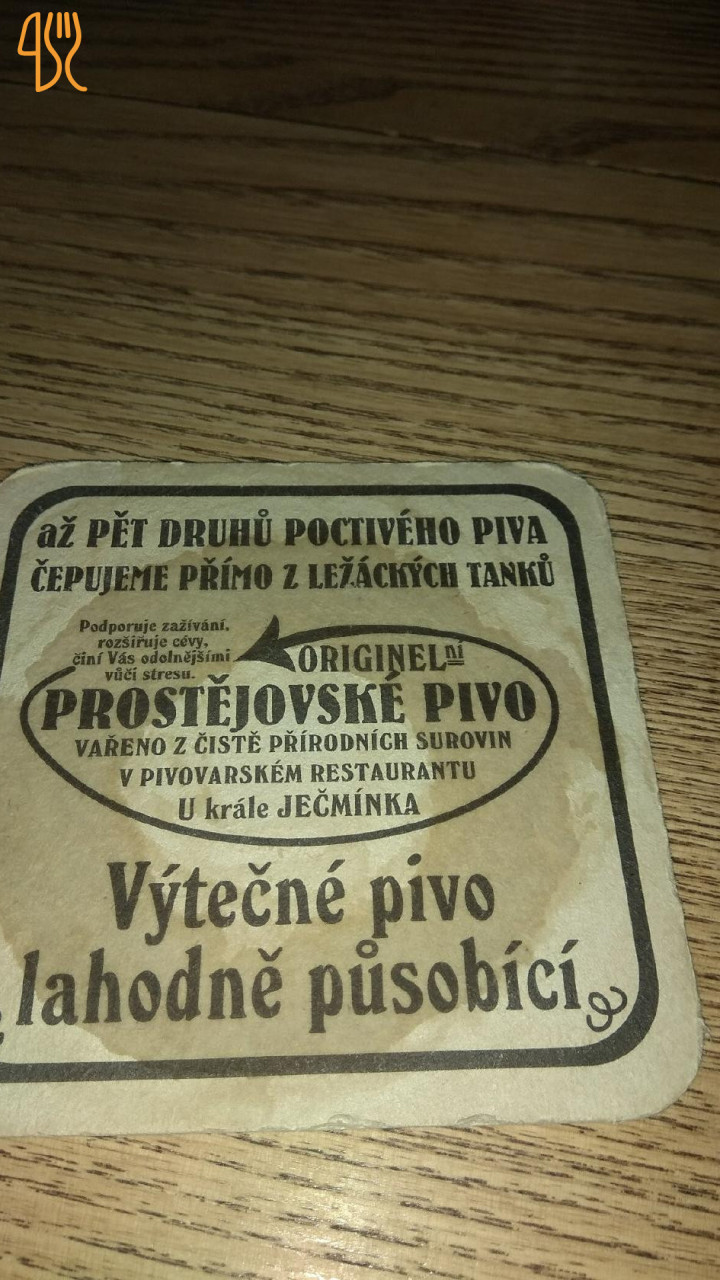 až PĚT DRUHŮ POCTIVÉHO PIVA
ČEPUJEME PŘÍMO Z LEŽÁCKÝCH TANKŮ
Podporuje zažívání,
rozšiřuje cévy,
činí Vás odolnějšími
vůči stresu.
ORIGINELní
PROSTĚJOVSKÉ PIVO
VAŘENO Z ČISTĚ PŘÍRODNÍCH SUROVIN
V PIVOVARSKÉM RESTAURANTU
U krále JEČMÍNKA
Výtečné pivo
lahodně působící